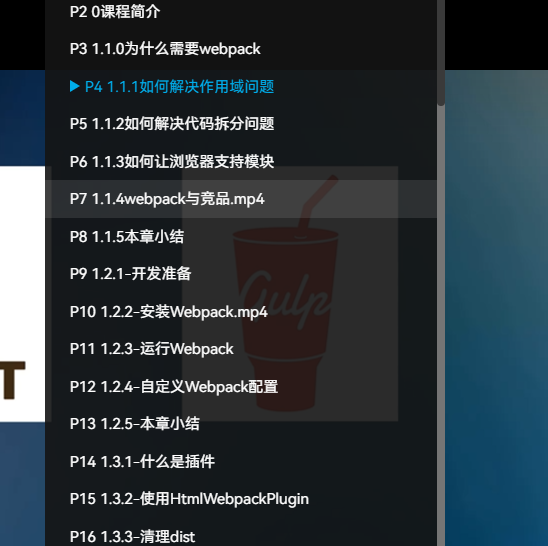 P2 0课程简介
P3 1.1.0为什么需要webpack
P4 1.1.1如何解决作用域问题
P5 1.1.2如何解决代码拆分问题
P6 1.1.3如何让浏览器支持模块
P7 1.1.4webpack与竞品.mp4
P8 1.1.5本章小结
P9 1.2.1-开发准备
Gulp
P10 1.2.2-安装Webpack.mp4
P11 1.2.3-运行Webpack
T
P12 1.2.4-自定义Webpack配置
P13 1.2.5-本章小结
P14 1.3.1-什么是插件
P15 1.3.2-使用HtmlWebpackPlugin
P16 1.3.3-清理dist